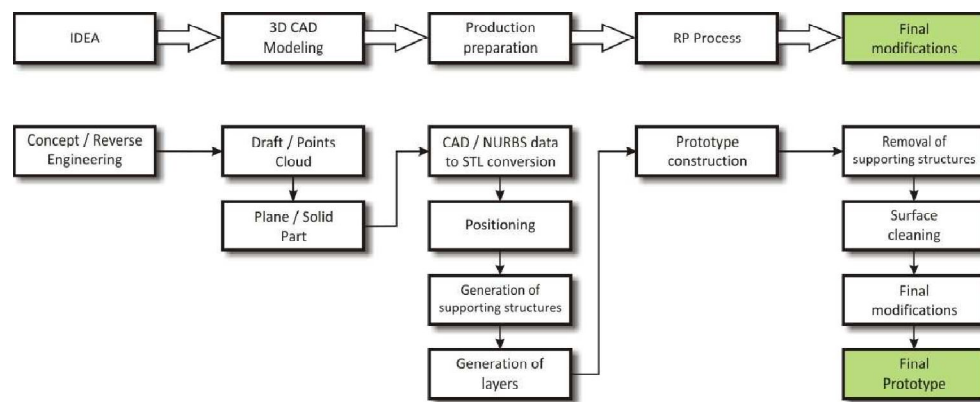 IDEA
3D CAD
Modeling
Production
preparation
RP Process
Final
modifications
Concept / Reverse
Engineering
Draft / Points
Cloud
Plane / Solid
Part
CAD / NURBS data
to STL conversion
Positioning
Generation of
supporting structures
Generation of
layers
Prototype
construction
Removal of
supporting structures
Surface
cleaning
Final
modifications
Final
Prototype